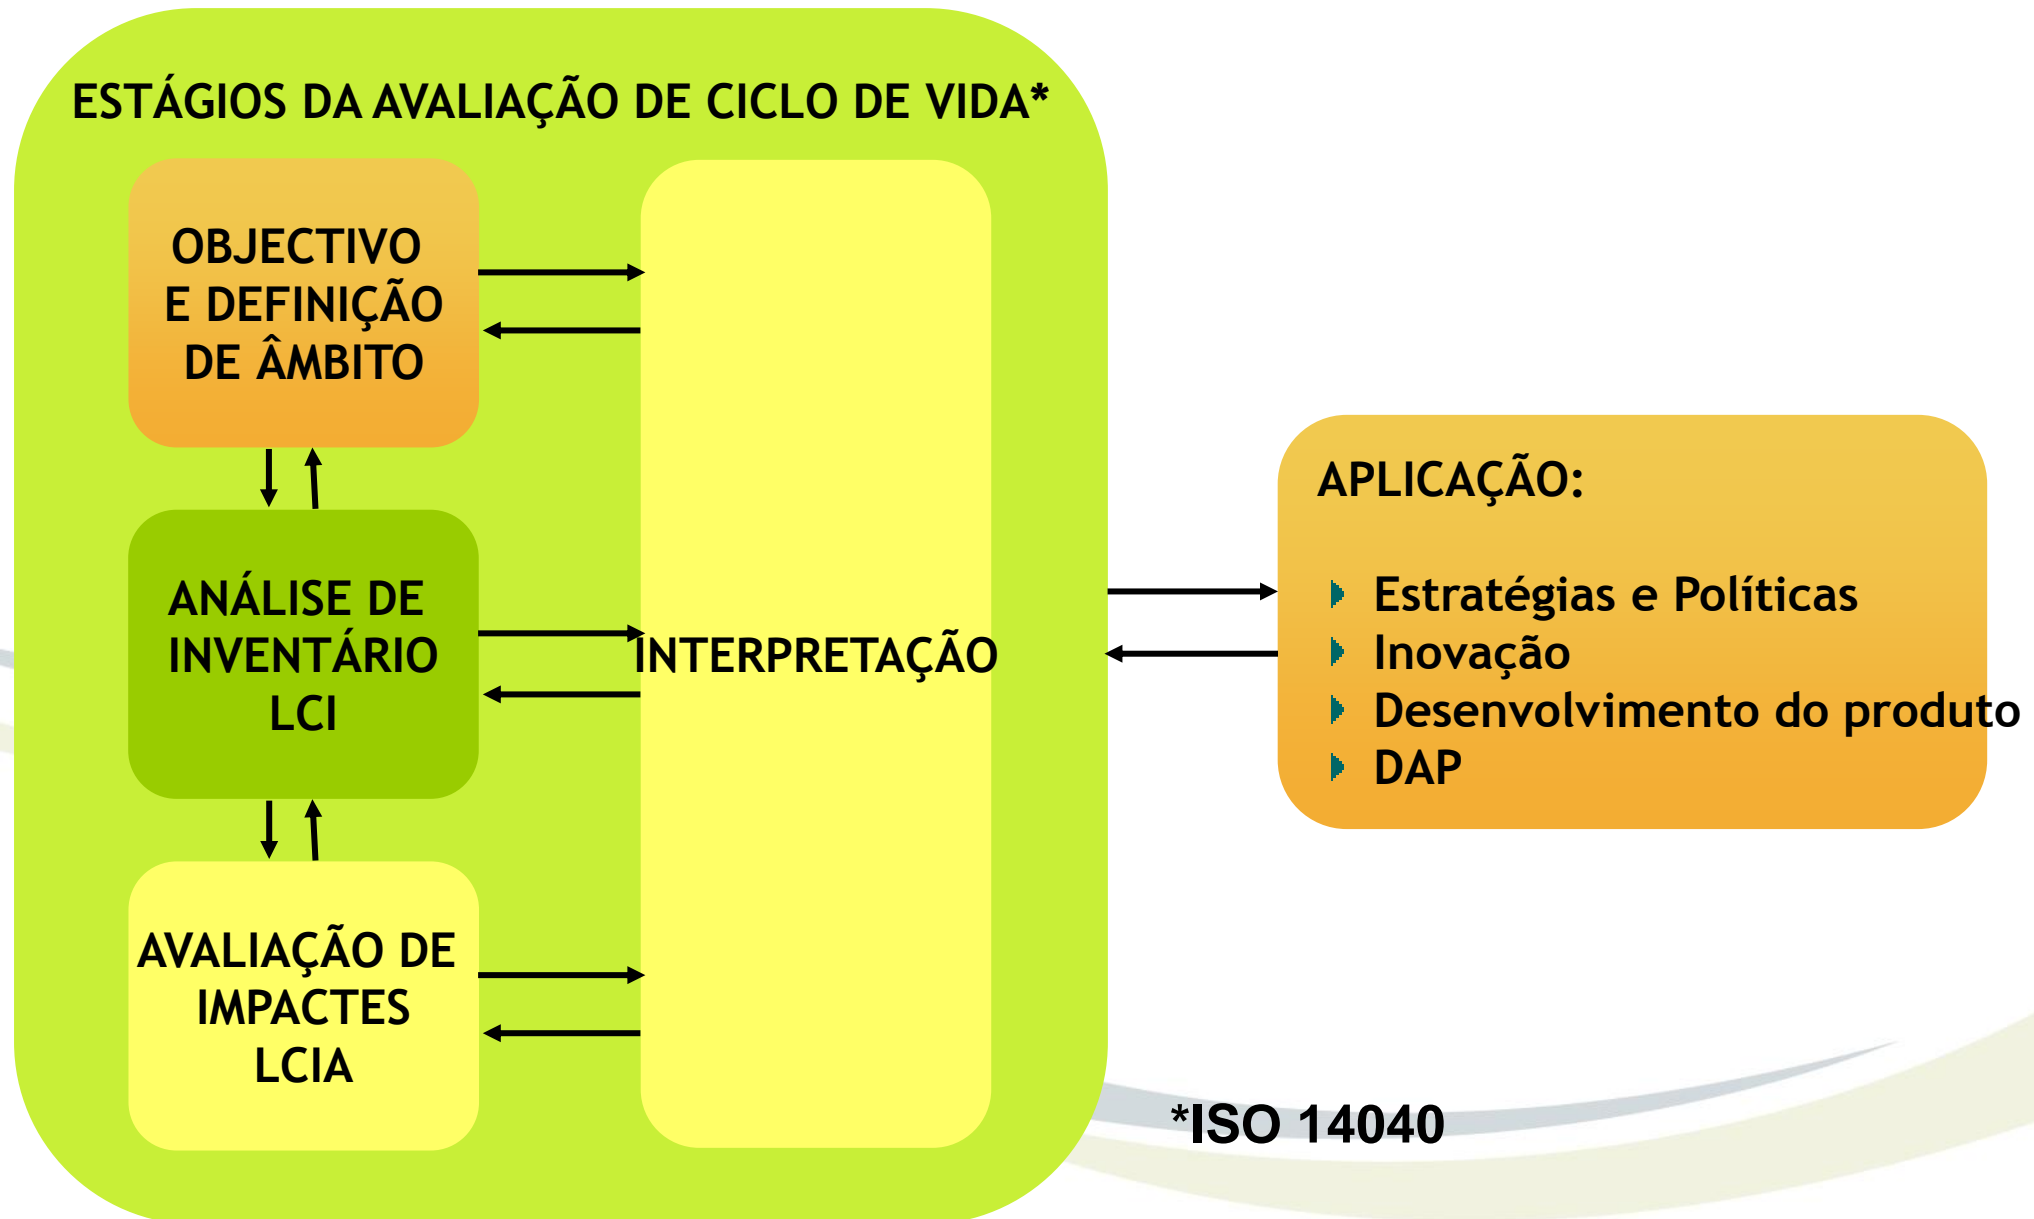 ESTÁGIOS DA AVALIAÇÃO DE CICLO DE VIDA*
OBJECTIVO
E DEFINIÇÃO
DE ÂMBITO
ANÁLISE DE
INVENTÁRIO
LCI
AVALIAÇÃO DE
IMPACTES
LCIA
INTERPRETAÇÃO
APLICAÇÃO:
Estratégias e Políticas
Inovação
Desenvolvimento do produto
DAP
*ISO 14040